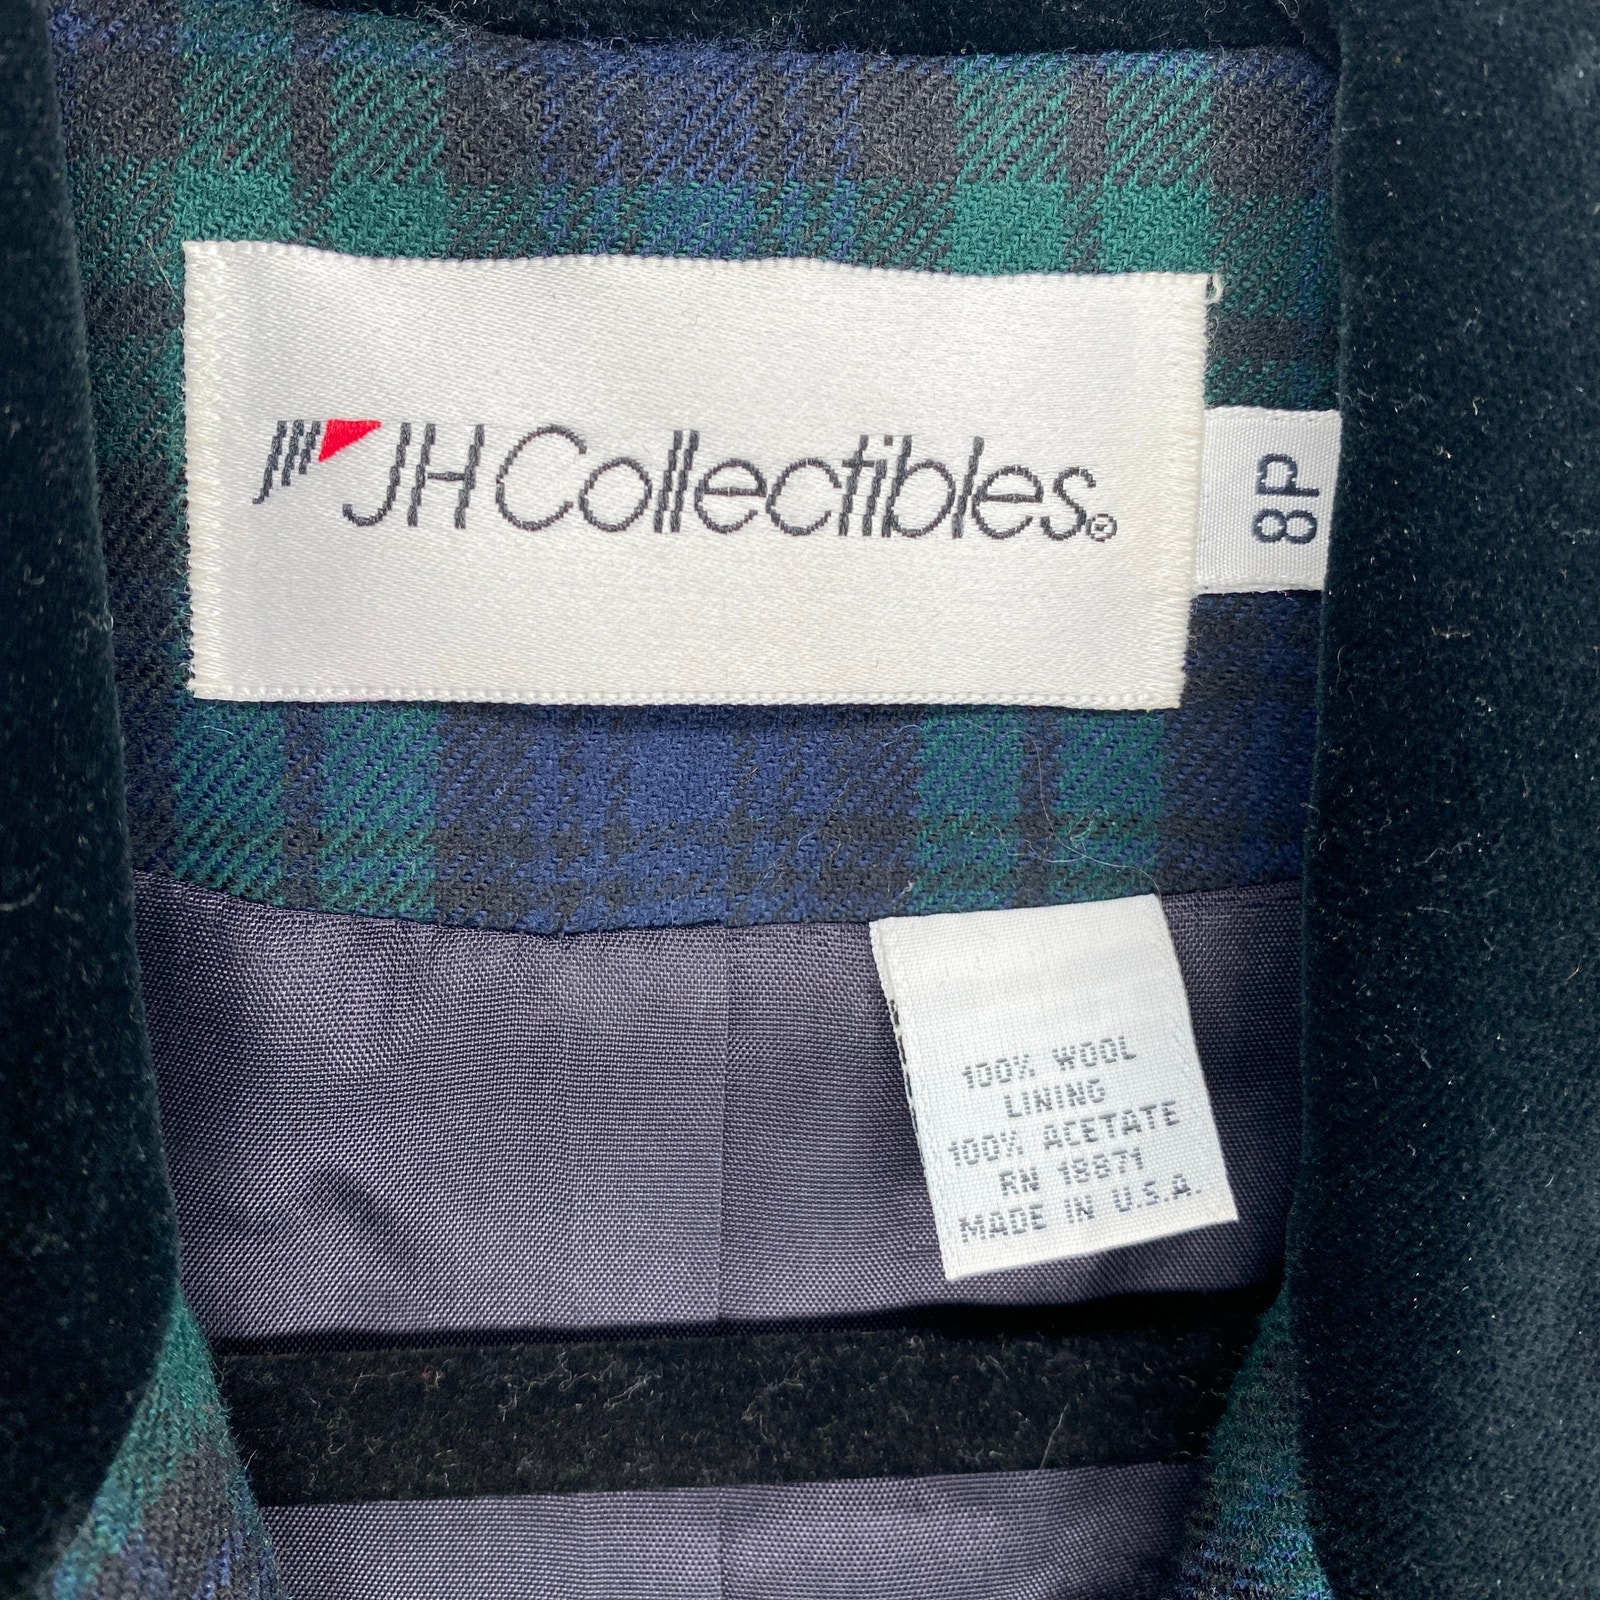 JH Collectibles®
8P
100% WOOL
LINING
100% ACETATE
RN 18871
MADE IN U.S.A.